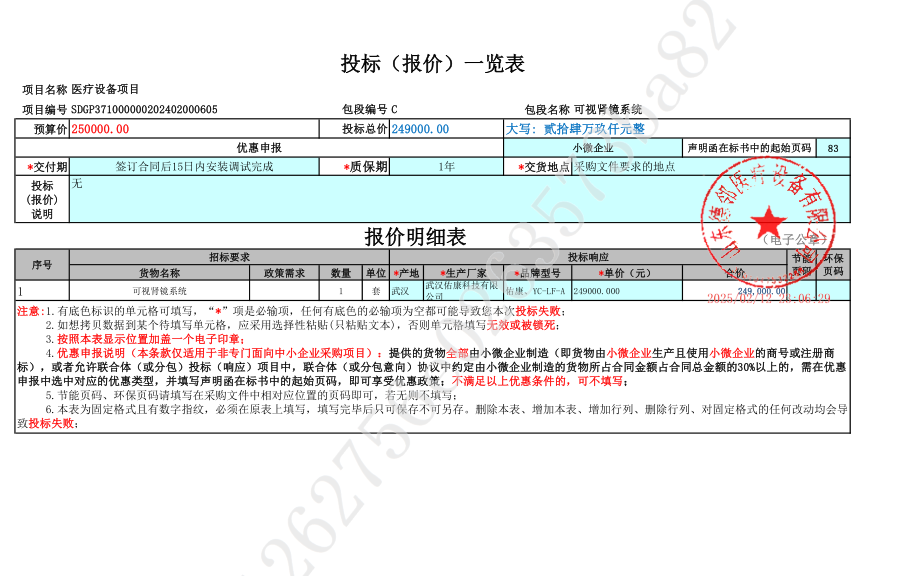 投标（报价）一览表
项目名称 医疗设备项目
项目编号 SDGP371000000202402000605 包段编号 C 包段名称 可视肾镜系统
预算价 250000.00 投标总价 249000.00 大写: 贰拾肆万玖仟元整
优惠申报 小微企业 声明函在标书中的起始页码 83
*交付期 签订合同后15日内安装调试完成 *质保期 1年 *交货地点 采购文件要求的地点
投标
(报价)
说明
无
报价明细表
（电子公章）
序号 招标要求 投标响应 节能
页码 环保
页码
货物名称 政策需求 数量 单位 *产地 *生产厂家 *品牌型号 *单价（元） 合价
1 可视肾镜系统 1 套 武汉 武汉佑康科技有限
公司 佑康、YC-LF-A 249000.000 249,000.00
注意:1.有底色标识的单元格可填写，“*”项是必输项，任何有底色的必输项为空都可能导致您本次投标失败;
2.如想拷贝数据到某个待填写单元格，应采用选择性粘贴(只粘贴文本)，否则单元格填写无效或被锁死;
3.按照本表显示位置加盖一个电子印章;
4.优惠申报说明（本条款仅适用于非专门面向中小企业采购项目）：提供的货物全部由小微企业制造（即货物由小微企业生产且使用小微企业的商号或注册商
标），或者允许联合体（或分包）投标（响应）项目中，联合体（或分包意向）协议中约定由小微企业制造的货物所占合同金额占合同总金额的30%以上的，需在优惠
申报中选中对应的优惠类型，并填写声明函在标书中的起始页码，即可享受优惠政策; 不满足以上优惠条件的，可不填写;
5.节能页码、环保页码请填写在采购文件中相对应位置的页码即可，若无则不填写;
6.本表为固定格式且有数字指纹，必须在原表上填写，填写完毕后只可保存不可另存。删除本表、增加本表、增加行列、删除行列、对固定格式的任何改动均会导
致投标失败;